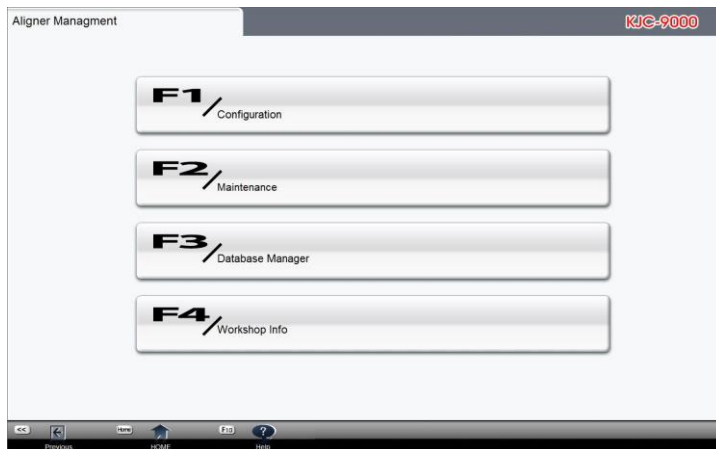 Aligner Managment
KJC-9000
F1/Configuration
F2/Maintenance
F3/Database Manager
F4/Workshop Info
<< Home F10 ?
Previous HOME Help